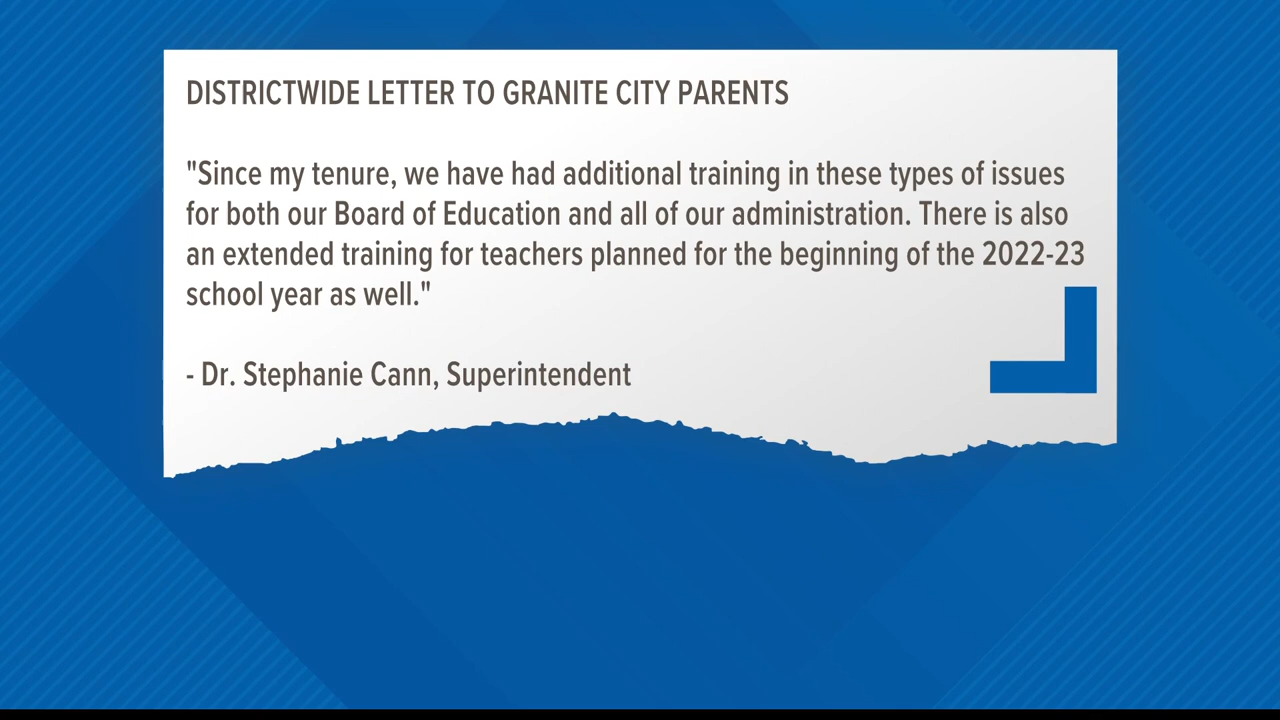 DISTRICTWIDE LETTER TO GRANITE CITY PARENTS
"Since my tenure, we have had additional training in these types of issues
for both our Board of Education and all of our administration. There is also
an extended training for teachers planned for the beginning of the 2022-23
school year as well."
- Dr. Stephanie Cann, Superintendent